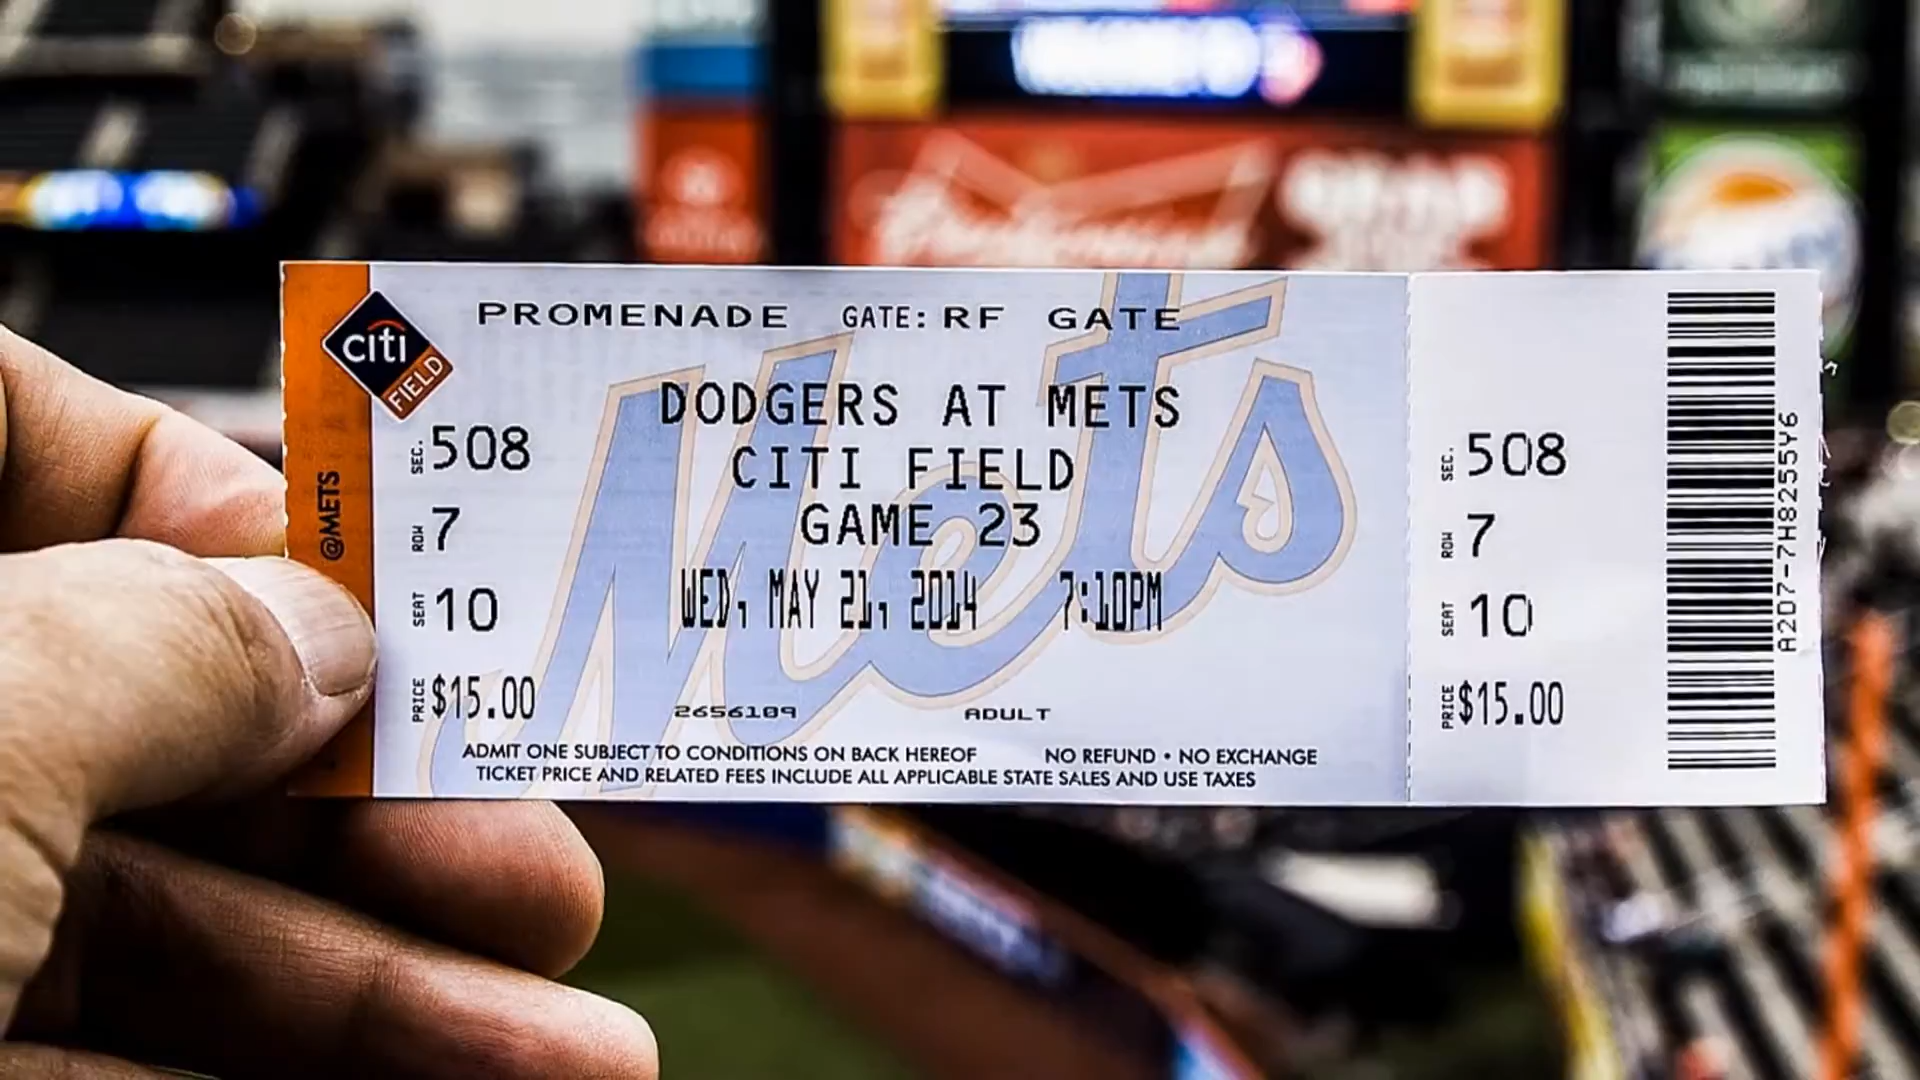 PROMENADE GATE: RF GATE
citi
FIELD
@METS
DODGERS AT METS
CITI FIELD
GAME 23
WED, MAY 21, 2014 7:10PM
SEC. 508
ROW 7
SEAT 10
PRICE $15.00
2656109 ADULT
ADMIT ONE SUBJECT TO CONDITIONS ON BACK HEREOF NO REFUND • NO EXCHANGE
TICKET PRICE AND RELATED FEES INCLUDE ALL APPLICABLE STATE SALES AND USE TAXES
Mets
SEC. 508
ROW 7
SEAT 10
PRICE $15.00
A2D7-7H8255Y6
Budweiser